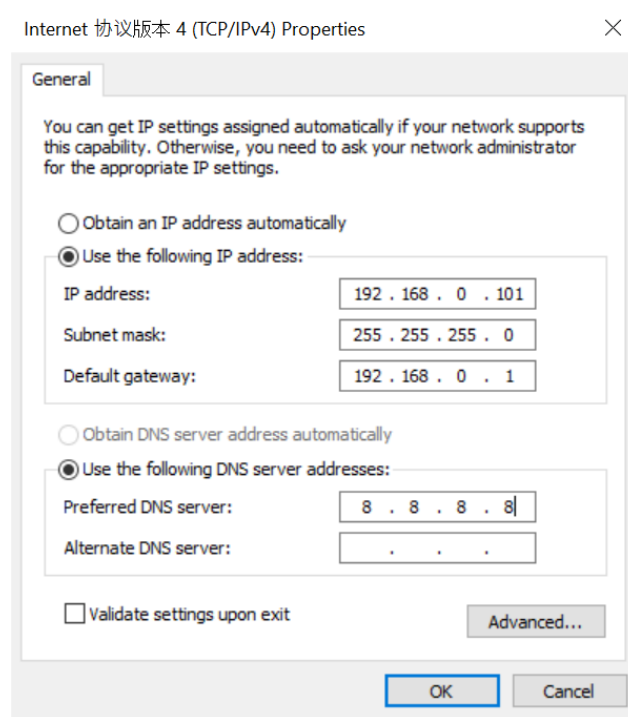 Internet 协议版本 4 (TCP/IPv4) Properties
General
You can get IP settings assigned automatically if your network supports
this capability. Otherwise, you need to ask your network administrator
for the appropriate IP settings.
Obtain an IP address automatically
Use the following IP address:
IP address: 192 . 168 . 0 . 101
Subnet mask: 255 . 255 . 255 . 0
Default gateway: 192 . 168 . 0 . 1
Obtain DNS server address automatically
Use the following DNS server addresses:
Preferred DNS server: 8 . 8 . 8 . 8
Alternate DNS server: . . .
Validate settings upon exit
Advanced...
OK Cancel